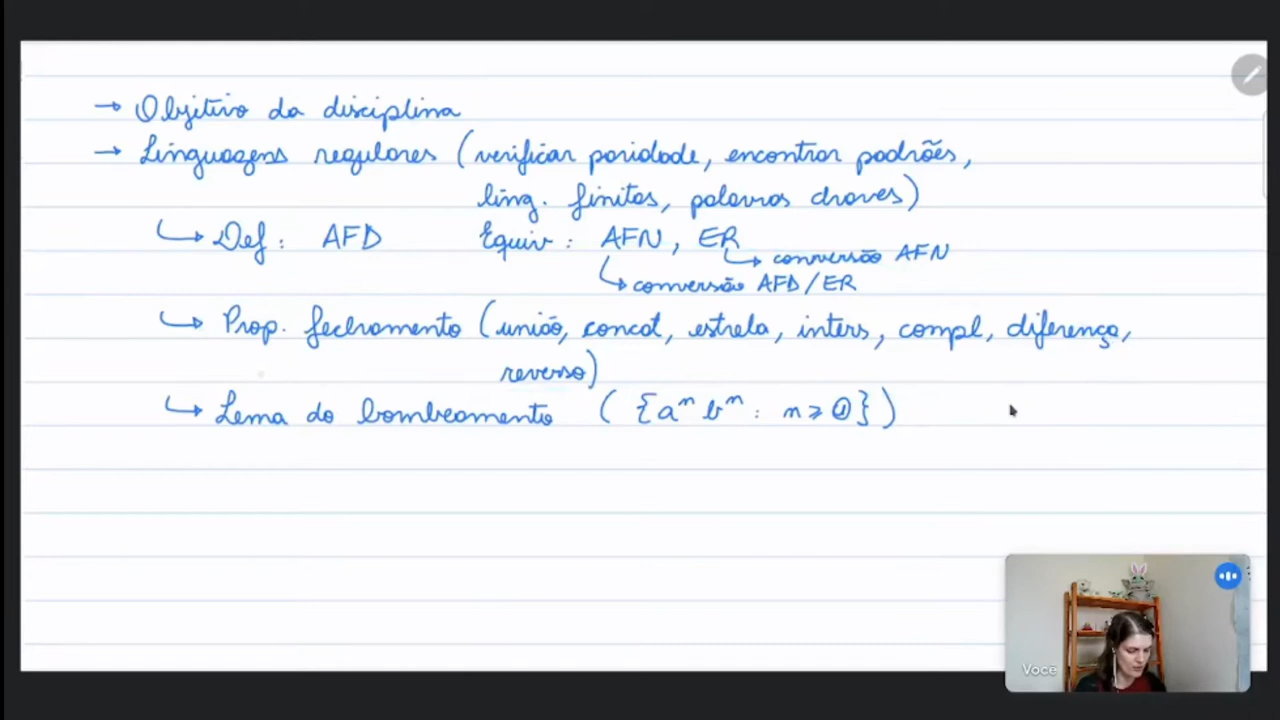 → Objetivo da disciplina
→ Linguagens regulares (verificar paridade, encontrar padrões,
ling. finitas, palavras chaves)
↳ Def: AFD Equiv: AFN, ER
↳ conversão AFN
↳ conversão AFD/ER
↳ Prop. fechamento (união, concat, estrela, inters, compl, diferença,
reverso)
↳ Lema do bombeamento ({aⁿbⁿ: n ≥ })
Você